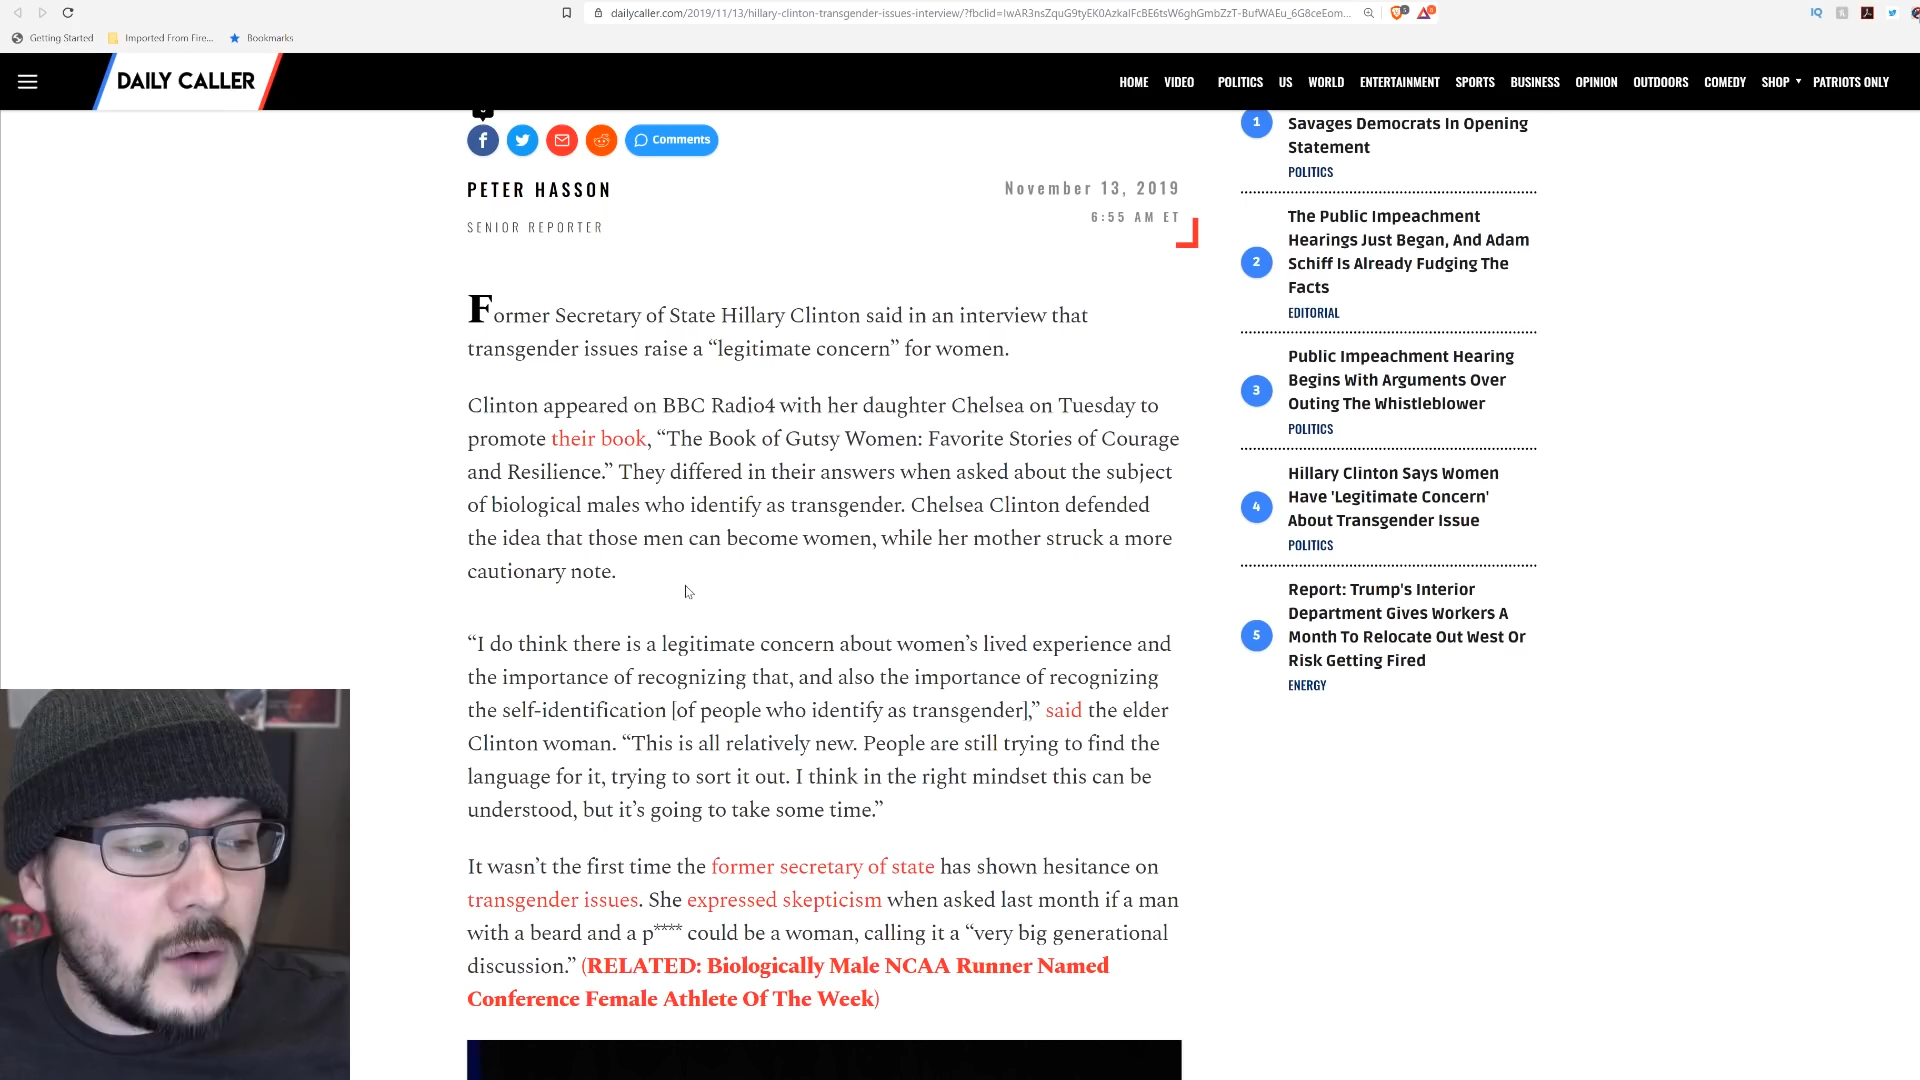 dailycaller.com/2019/11/13/hillary-clinton-transgender-issues-interview/?fbclid=IwAR3nsZquG9tyEK0AzkaIFcBE6tsW6ghGmbZzT-BufWAEu_6G8ceEom...
IQ
Getting Started
Imported From Fire...
Bookmarks
DAILY CALLER
HOME VIDEO POLITICS US WORLD ENTERTAINMENT SPORTS BUSINESS OPINION OUTDOORS COMEDY SHOP PATRIOTS ONLY
Comments
PETER HASSON
SENIOR REPORTER
November 13, 2019
6:55 AM ET
Former Secretary of State Hillary Clinton said in an interview that
transgender issues raise a “legitimate concern” for women.
Clinton appeared on BBC Radio4 with her daughter Chelsea on Tuesday to
promote their book, “The Book of Gutsy Women: Favorite Stories of Courage
and Resilience.” They differed in their answers when asked about the subject
of biological males who identify as transgender. Chelsea Clinton defended
the idea that those men can become women, while her mother struck a more
cautionary note.
“I do think there is a legitimate concern about women’s lived experience and
the importance of recognizing that, and also the importance of recognizing
the self-identification [of people who identify as transgender],” said the elder
Clinton woman. “This is all relatively new. People are still trying to find the
language for it, trying to sort it out. I think in the right mindset this can be
understood, but it’s going to take some time.”
It wasn’t the first time the former secretary of state has shown hesitance on
transgender issues. She expressed skepticism when asked last month if a man
with a beard and a p**** could be a woman, calling it a “very big generational
discussion.” (RELATED: Biologically Male NCAA Runner Named
Conference Female Athlete Of The Week)
1
Savages Democrats In Opening
Statement
POLITICS
2
The Public Impeachment
Hearings Just Began, And Adam
Schiff Is Already Fudging The
Facts
EDITORIAL
3
Public Impeachment Hearing
Begins With Arguments Over
Outing The Whistleblower
POLITICS
4
Hillary Clinton Says Women
Have 'Legitimate Concern'
About Transgender Issue
POLITICS
5
Report: Trump's Interior
Department Gives Workers A
Month To Relocate Out West Or
Risk Getting Fired
ENERGY